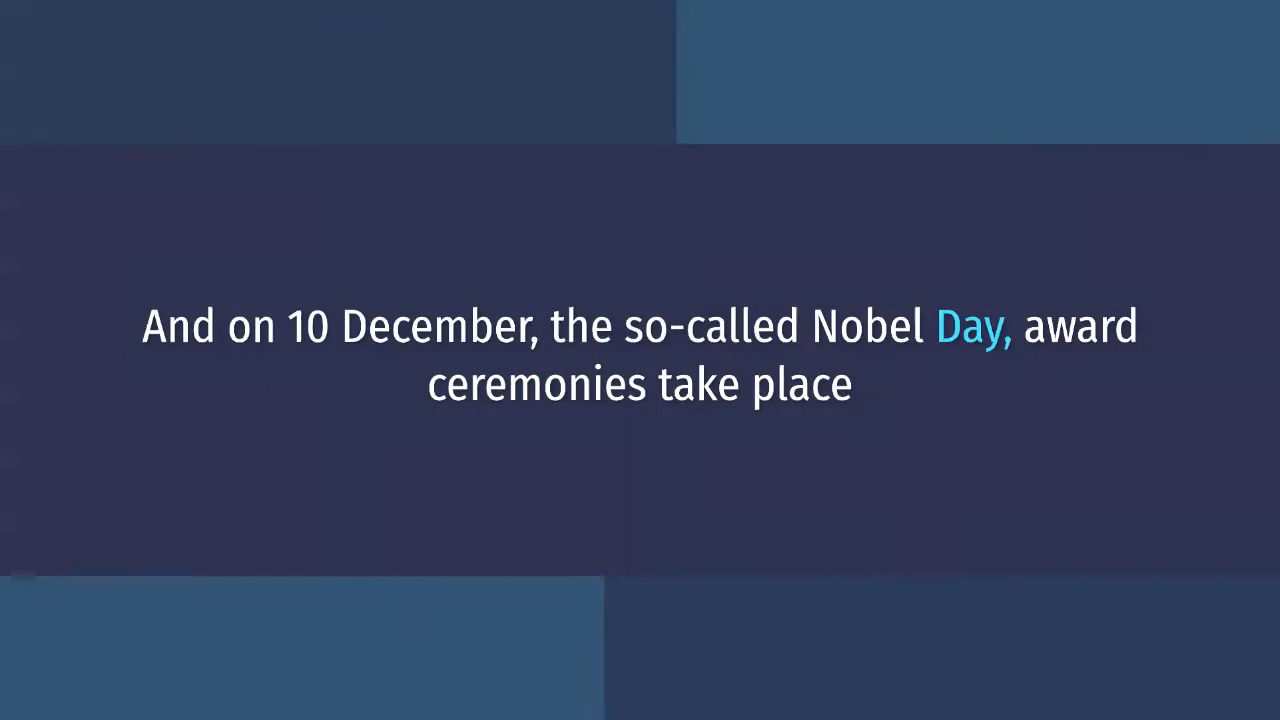 And on 10 December, the so-called Nobel Day, award
ceremonies take place